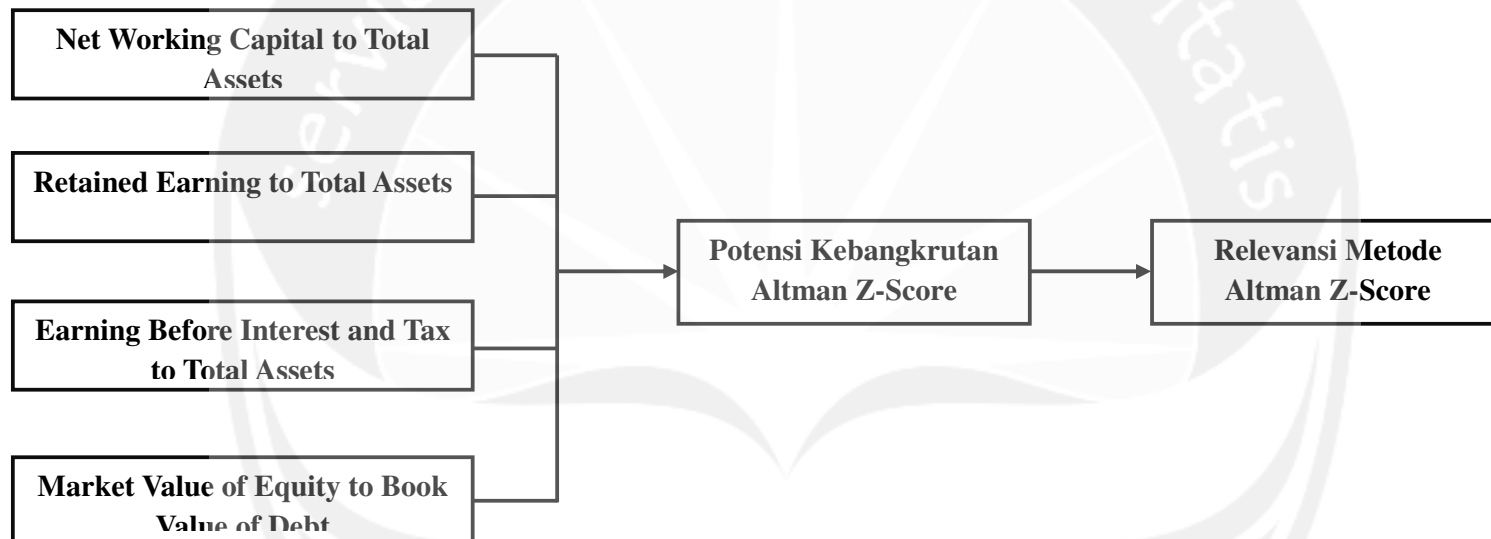 Net Working Capital to Total
Assets
Retained Earning to Total Assets
Earning Before Interest and Tax
to Total Assets
Market Value of Equity to Book
Value of Debt
Potensi Kebangkrutan
Altman Z-Score
Relevansi Metode
Altman Z-Score